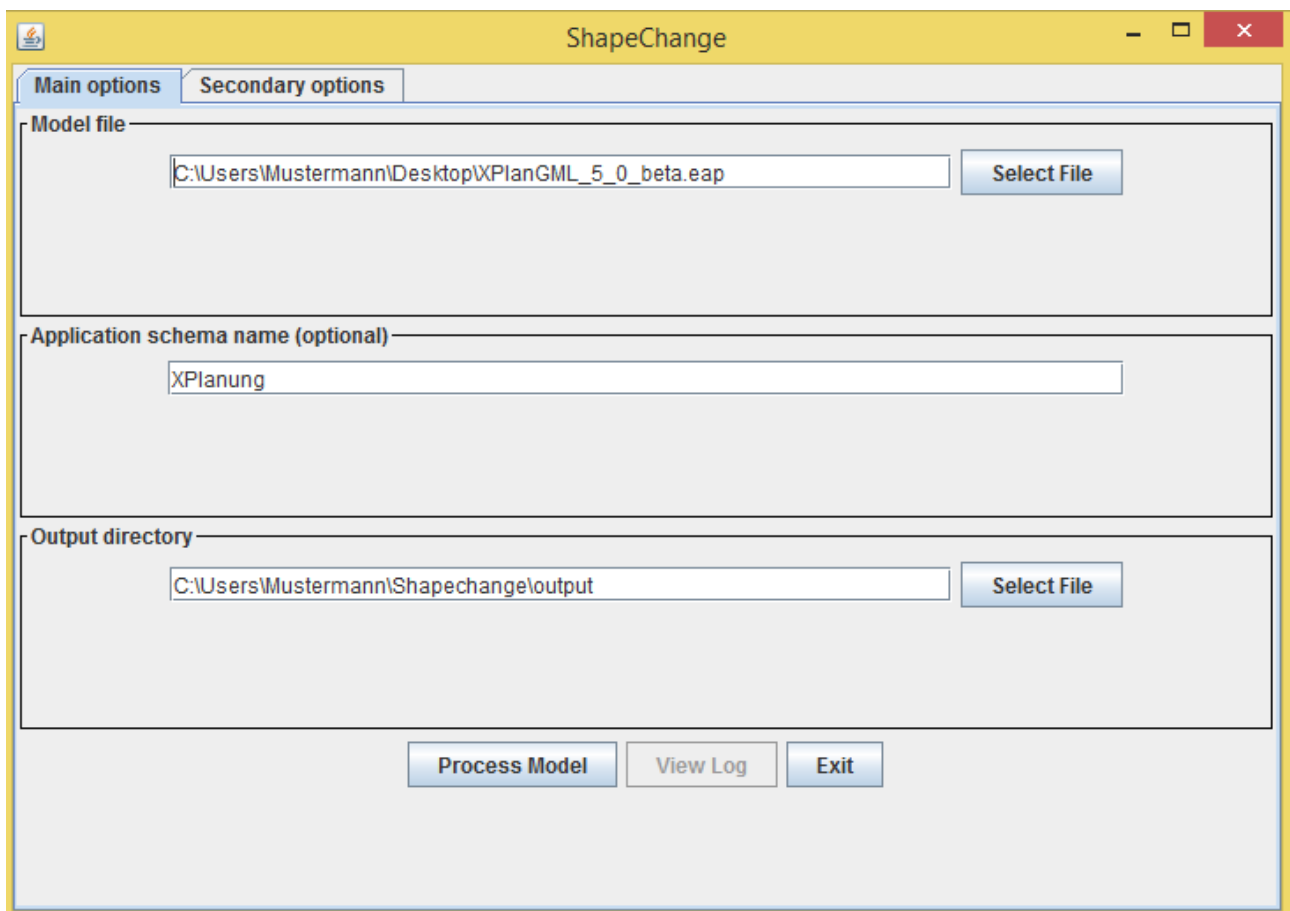 ShapeChange
Main options Secondary options
Model file
C:\Users\Mustermann\Desktop\XPlanGML_5_0_beta.eap Select File
Application schema name (optional)
XPlanung
Output directory
C:\Users\Mustermann\Shapechange\output Select File
Process Model View Log Exit